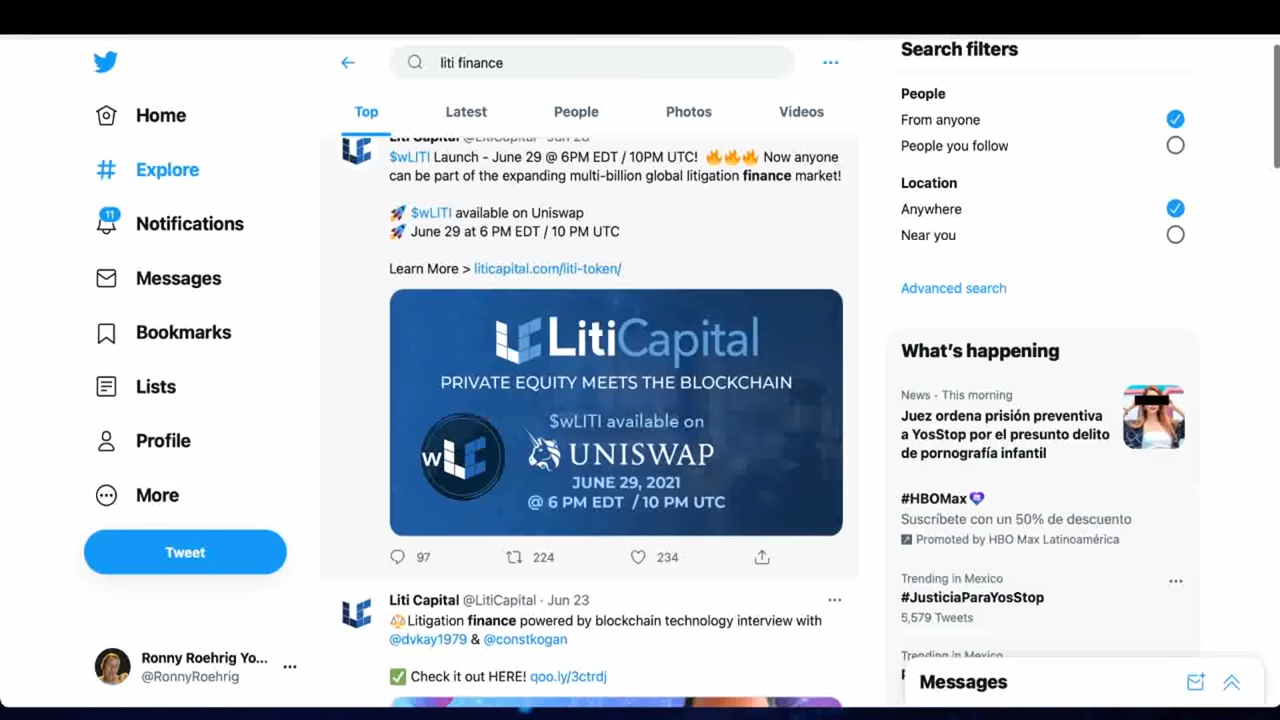 liti finance
Search filters
Top
Latest
People
Photos
Videos
Home
Explore
11
Notifications
Messages
Bookmarks
Lists
Profile
More
Tweet
Ronny Roehrig Yo...
@RonnyRoehrig
Liti Capital @LitiCapital
$wLITI Launch - June 29 @ 6PM EDT / 10PM UTC! 🔥🔥🔥 Now anyone
can be part of the expanding multi-billion global litigation finance market!
🚀 $wLITI available on Uniswap
🚀 June 29 at 6 PM EDT / 10 PM UTC
Learn More > liticapital.com/liti-token/
LitiCapital
PRIVATE EQUITY MEETS THE BLOCKCHAIN
$wLITI available on
w
UNISWAP
JUNE 29, 2021
@ 6 PM EDT / 10 PM UTC
97
224
234
Liti Capital @LitiCapital · Jun 23
⚖️Litigation finance powered by blockchain technology interview with
@dvkay1979 & @constkogan
✅ Check it out HERE! qoo.ly/3ctrdj
People
From anyone
People you follow
Location
Anywhere
Near you
Advanced search
What's happening
News · This morning
Juez ordena prisión preventiva
a YosStop por el presunto delito
de pornografía infantil
#HBOMax💜
Suscríbete con un 50% de descuento
Promoted by HBO Max Latinoamérica
Trending in Mexico
#JusticiaParaYosStop
5,579 Tweets
Trending in Mexico
Messages